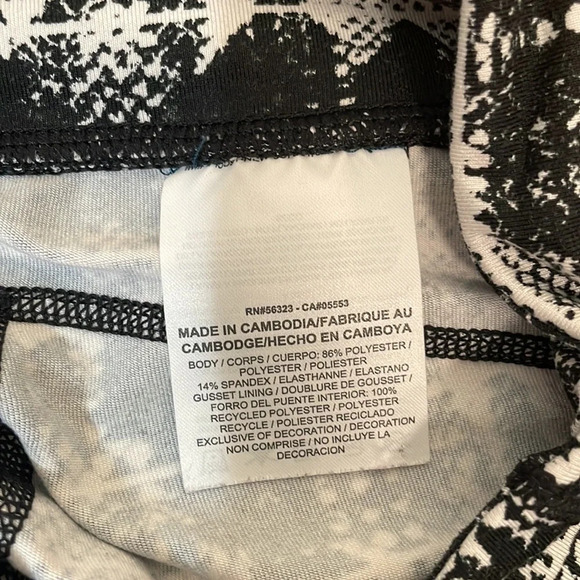 RN#56323 - CA#05553
MADE IN CAMBODIA/FABRIQUE AU
CAMBODGE/HECHO EN CAMBOYA
BODY / CORPS / CUERPO: 86% POLYESTER /
POLYESTER / POLIESTER
14% SPANDEX / ELASTHANNE / ELASTANO
GUSSET LINING / DOUBLURE DE GOUSSET /
FORRO DEL PUENTE INTERIOR: 100%
RECYCLED POLYESTER / POLYESTER
RECYCLE / POLIESTER RECICLADO
EXCLUSIVE OF DECORATION / DECORATION
NON COMPRISE / NO INCLUYE LA
DECORACION